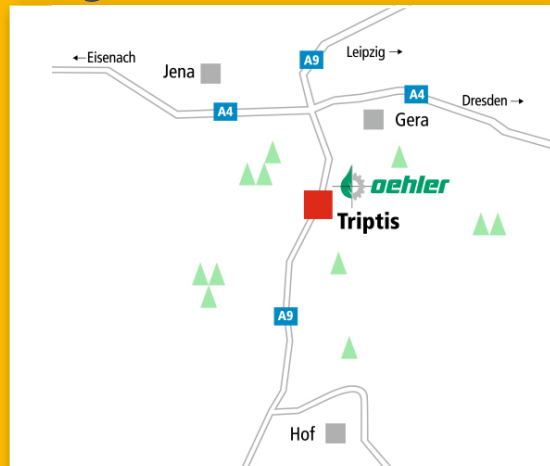 A9
Leipzig →
←Eisenach
Jena
A4
Dresden →
A4
Gera
oehler
Triptis
A9
Hof